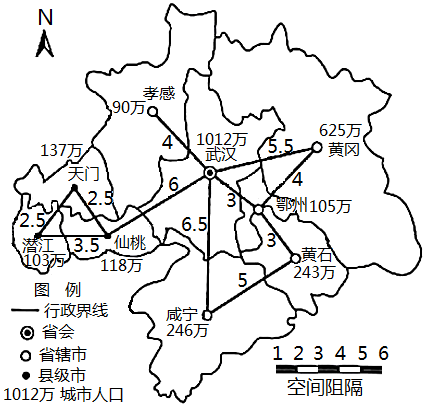 N
孝感
90万
4
1012万
武汉
5.5
625万
黄冈
137万
天门
2.5
6
3
4
鄂州105万
2.5
潜江
103万
3.5
仙桃
118万
6.5
3
黄石
243万
5
咸宁
246万
图 例
行政界线
省会
省辖市
县级市
1012万 城市人口
1 2 3 4 5 6
空间阻隔